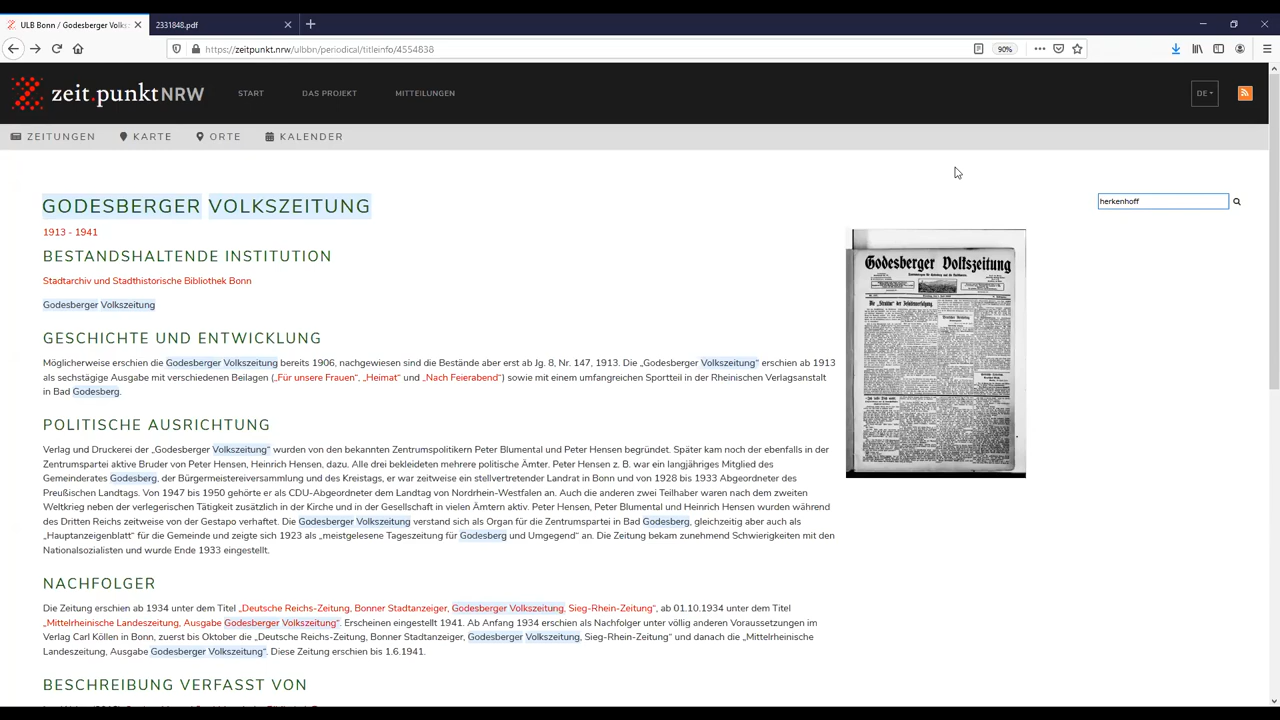 ULB Bonn / Godesberger Volks:
2331848.pdf
https://zeitpunkt.nrw/ulbbn/periodical/titleinfo/4554838
90%
zeit.punktNRW
START
DAS PROJEKT
MITTEILUNGEN
DE
ZEITUNGEN
KARTE
ORTE
KALENDER
GODESBERGER VOLKSZEITUNG
herkenhoff
1913 - 1941
BESTANDSHALTENDE INSTITUTION
Stadtarchiv und Stadthistorische Bibliothek Bonn
Godesberger Volkszeitung
GESCHICHTE UND ENTWICKLUNG
Möglicherweise erschien die Godesberger Volkszeitung bereits 1906, nachgewesen sind die Bestände aber erst ab Jg. 8, Nr. 147, 1913. Die „Godesberger Volkszeitung" erschien ab 1913
als sechstägige Ausgabe mit verschiedenen Beilagen („Für unsere Frauen", „Heimat" und „Nach Feierabend") sowie mit einem umfangreichen Sportteil in der Rheinischen Verlagsanstalt
in Bad Godesberg.
POLITISCHE AUSRICHTUNG
Verlag und Druckerei der „Godesberger Volkszeitung" wurden von den bekannten Zentrumspolitikern Peter Blumental und Peter Hensen begründet. Später kam noch der ebenfalls in der
Zentrumspartei aktive Bruder von Peter Hensen, Heinrich Hensen, dazu. Alle drei bekleideten mehrere politische Ämter. Peter Hensen z. B. war ein langjähriges Mitglied des
Gemeinderates Godesberg, der Bürgermeistereiversammlung und des Kreistags, er war zeitweise ein stellvertretender Landrat in Bonn und von 1928 bis 1933 Abgeordneter des
Preußischen Landtags. Von 1947 bis 1950 gehörte er als CDU-Abgeordneter dem Landtag von Nordrhein-Westfalen an. Auch die anderen zwei Teilhaber waren nach dem zweiten
Weltkrieg neben der verlegerischen Tätigkeit zusätzlich in der Kirche und in der Gesellschaft in vielen Ämtern aktiv. Peter Hensen, Peter Blumental und Heinrich Hensen wurden während
des Dritten Reichs zeitweise von der Gestapo verhaftet. Die Godesberger Volkszeitung verstand sich als Organ für die Zentrumspartei in Bad Godesberg, gleichzeitig aber auch als
„Hauptanzeigenblatt" für die Gemeinde und zeigte sich 1923 als „meistgelesene Tageszeitung für Godesberg und Umgegend" an. Die Zeitung bekam zunehmend Schwierigkeiten mit den
Nationalsozialisten und wurde Ende 1933 eingestellt.
Godesberger Volkszeitung
NACHFOLGER
Die Zeitung erschien ab 1934 unter dem Titel „Deutsche Reichs-Zeitung, Bonner Stadtanzeiger, Godesberger Volkszeitung, Sieg-Rhein-Zeitung", ab 01.10.1934 unter dem Titel
„Mittelrheinische Landeszeitung, Ausgabe Godesberger Volkszeitung". Erscheinen eingestellt 1941. Ab Anfang 1934 erschien als Nachfolger unter völlig anderen Voraussetzungen im
Verlag Carl Köllen in Bonn, zuerst bis Oktober die „Deutsche Reichs-Zeitung, Bonner Stadtanzeiger, Godesberger Volkszeitung, Sieg-Rhein-Zeitung" und danach die „Mittelrheinische
Landeszeitung, Ausgabe Godesberger Volkszeitung". Diese Zeitung erschien bis 1.6.1941.
BESCHREIBUNG VERFASST VON